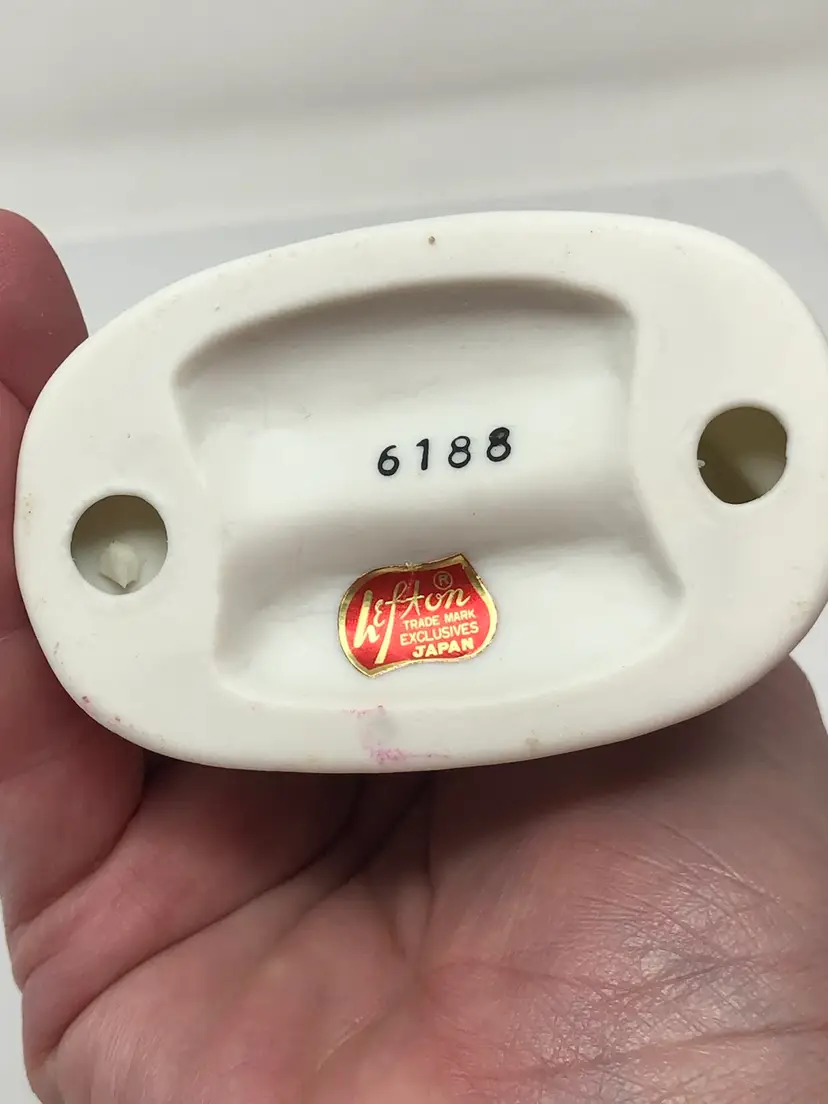 6188
Lefton ®
TRADE MARK
EXCLUSIVES
JAPAN